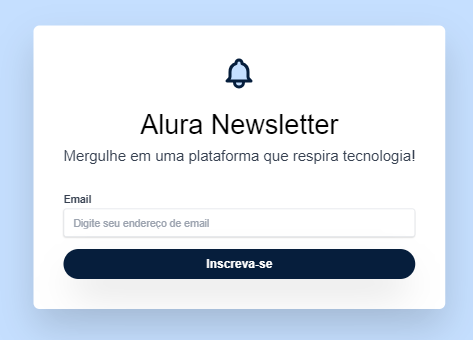 Alura Newsletter
Mergulhe em uma plataforma que respira tecnologia!
Email
Digite seu endereço de email
Inscreva-se